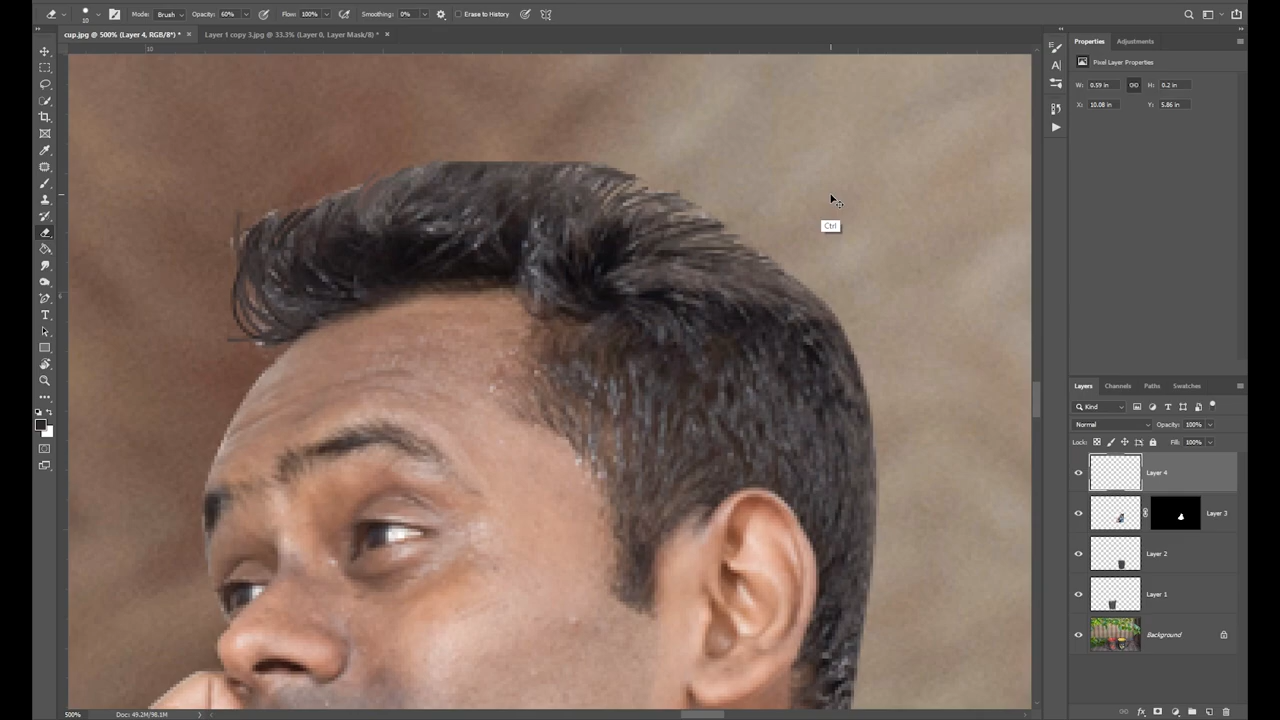 Mode: Brush Opacity: 60% Flow: 100% Smoothing: 0% Erase to History
10
cup.jpg @ 500% (Layer 4, RGB/8*) * × Layer 1 copy 3.jpg @ 33.3% (Layer 0, Layer Mask/8) * ×
10
Properties Adjustments
Pixel Layer Properties
W: 0.59 in H: 0.2 in
X: 10.08 in Y: 5.86 in
Ctrl
Layers Channels Paths Swatches
Kind
Normal Opacity: 100%
Lock: Fill: 100%
Layer 4
Layer 3
Layer 2
Layer 1
Background
500% Doc: 49.2M/98.1M